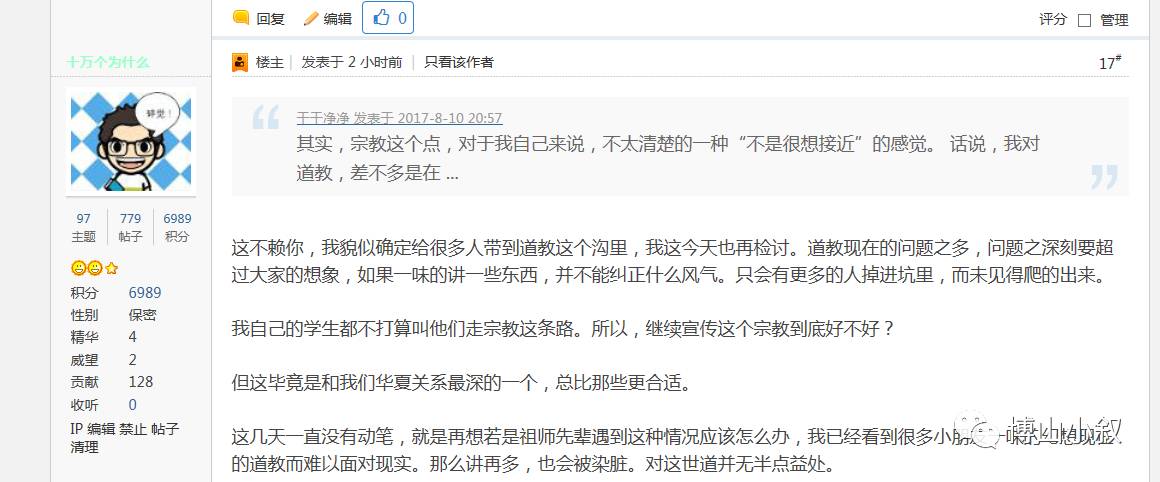 回复 编辑 0 评分 管理
十万个为什么
楼主 发表于 2 小时前 只看该作者 17#
干干净净 发表于 2017-8-10 20:57
其实，宗教这个点，对于我自己来说，不太清楚的一种“不是很想接近”的感觉。 话说，我对
道教，差不多是在 ...
97 779 6989
主题 帖子 积分
积分 6989
性别 保密
精华 4
威望 2
贡献 128
收听 0
IP 编辑 禁止 帖子
清理
这不赖你，我貌似确定给很多人带到道教这个沟里，我这今天也再检讨。道教现在的问题之多，问题之深刻要超
过大家的想象，如果一味的讲一些东西，并不能纠正什么风气。只会有更多的人掉进坑里，而未见得爬的出来。
我自己的学生都不打算叫他们走宗教这条路。所以，继续宣传这个宗教到底好不好？
但这毕竟是和我们华夏关系最深的一个，总比那些更合适。
这几天一直没有动笔，就是再想若是祖师先辈遇到这种情况应该怎么办，我已经看到很多小朋
的道教而难以面对现实。那么讲再多，也会被染脏。对这世道并无半点益处。
博山小叙